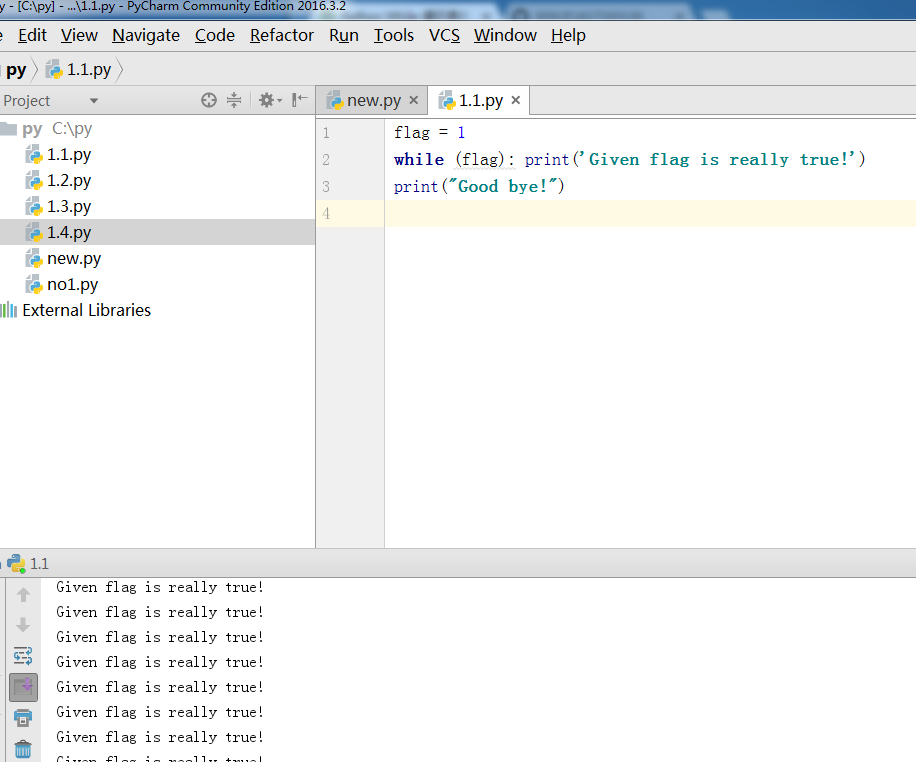 y - [C:\py] - ...\1.1.py - PyCharm Community Edition 2016.3.2
Edit View Navigate Code Refactor Run Tools VCS Window Help
py 1.1.py
Project new.py 1.1.py
py C:\py
1.1.py
1.2.py
1.3.py
1.4.py
new.py
no1.py
External Libraries
1 flag = 1
2 while (flag): print('Given flag is really true!')
3 print("Good bye!")
4
1.1
Given flag is really true!
Given flag is really true!
Given flag is really true!
Given flag is really true!
Given flag is really true!
Given flag is really true!
Given flag is really true!
Given flag is really true!